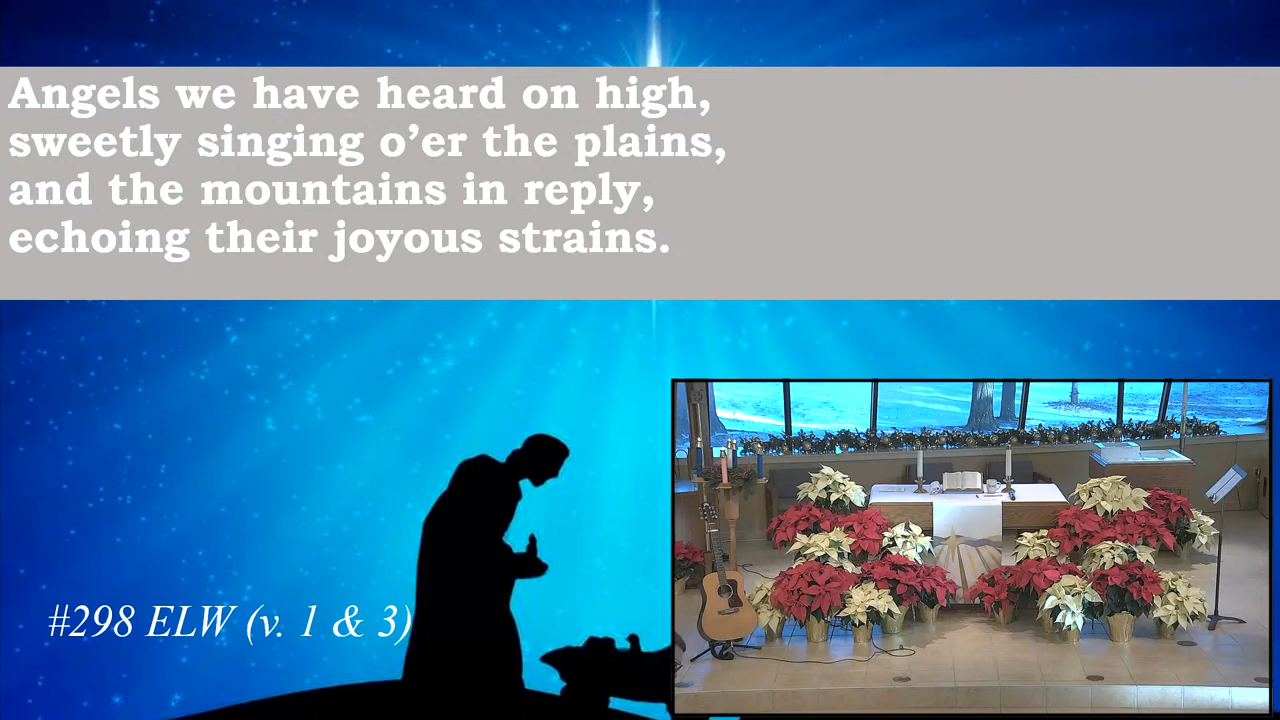 Angels we have heard on high,
sweetly singing o’er the plains,
and the mountains in reply,
echoing their joyous strains.
#298 ELW (v. 1 & 3)